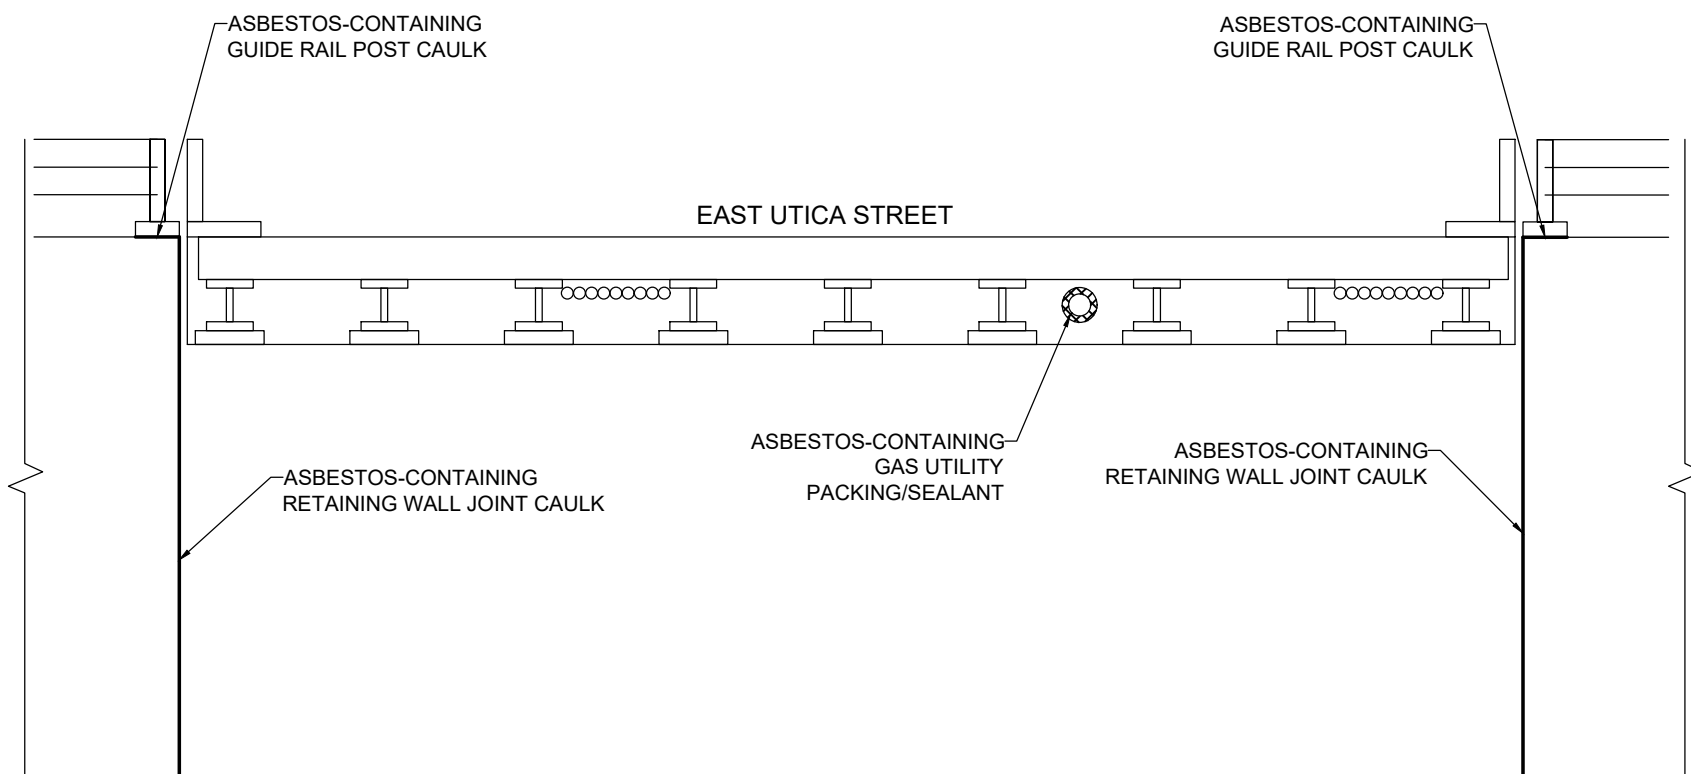 ASBESTOS-CONTAINING
GUIDE RAIL POST CAULK
ASBESTOS-CONTAINING
GUIDE RAIL POST CAULK
EAST UTICA STREET
ASBESTOS-CONTAINING
RETAINING WALL JOINT CAULK
ASBESTOS-CONTAINING
GAS UTILITY
PACKING/SEALANT
ASBESTOS-CONTAINING
RETAINING WALL JOINT CAULK